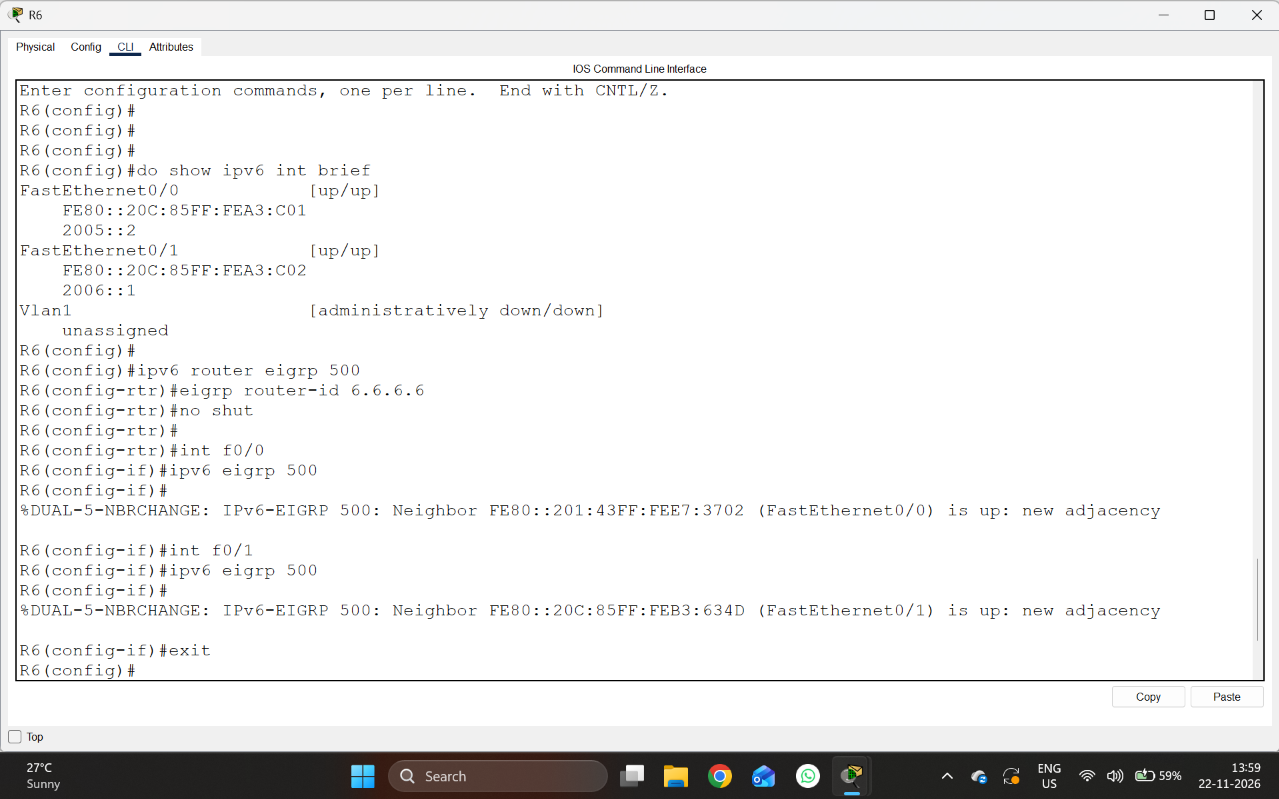 R6
Physical Config CLI Attributes
IOS Command Line Interface
Enter configuration commands, one per line.  End with CNTL/Z.
R6(config)#
R6(config)#
R6(config)#
R6(config)#do show ipv6 int brief
FastEthernet0/0            [up/up]
    FE80::20C:85FF:FEA3:C01
    2005::2
FastEthernet0/1            [up/up]
    FE80::20C:85FF:FEA3:C02
    2006::1
Vlan1                      [administratively down/down]
    unassigned
R6(config)#
R6(config)#ipv6 router eigrp 500
R6(config-rtr)#eigrp router-id 6.6.6.6
R6(config-rtr)#no shut
R6(config-rtr)#
R6(config-rtr)#int f0/0
R6(config-if)#ipv6 eigrp 500
R6(config-if)#
%DUAL-5-NBRCHANGE: IPv6-EIGRP 500: Neighbor FE80::201:43FF:FEE7:3702 (FastEthernet0/0) is up: new adjacency
R6(config-if)#int f0/1
R6(config-if)#ipv6 eigrp 500
R6(config-if)#
%DUAL-5-NBRCHANGE: IPv6-EIGRP 500: Neighbor FE80::20C:85FF:FEB3:634D (FastEthernet0/1) is up: new adjacency
R6(config-if)#exit
R6(config)#
Copy Paste
Top
27°C
Sunny
Search
ENG
US
59%
13:59
22-11-2026